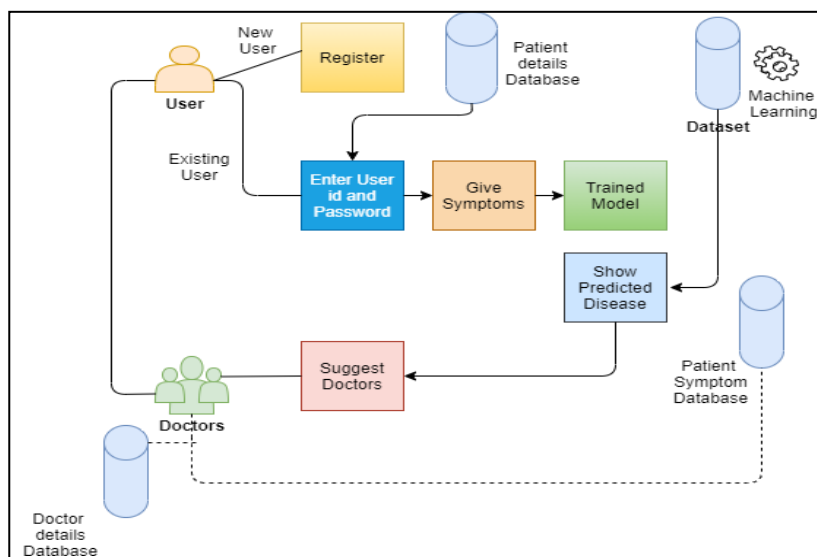 New
User
Register
Patient
details
Database
Machine
Learning
User
Dataset
Existing
User
Enter User
id and
Password
Give
Symptoms
Trained
Model
Show
Predicted
Disease
Suggest
Doctors
Patient
Symptom
Database
Doctors
Doctor
details
Database